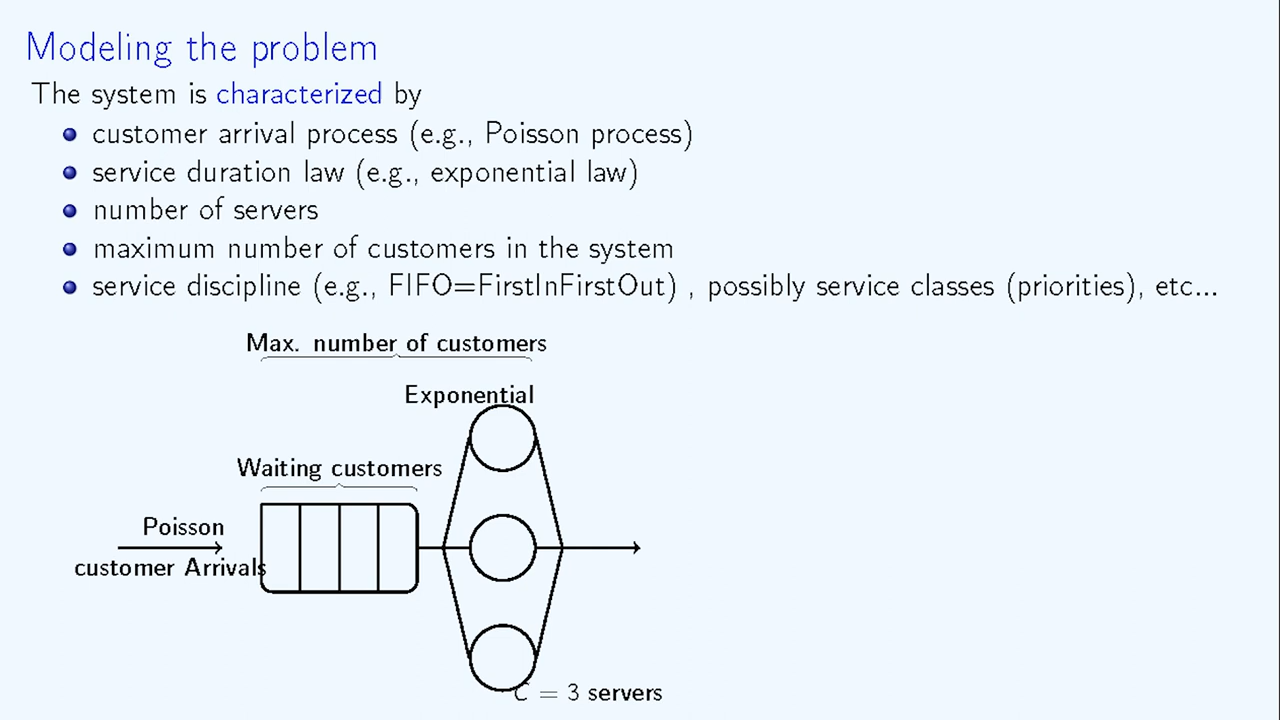 Modeling the problem
The system is characterized by
customer arrival process (e.g., Poisson process)
service duration law (e.g., exponential law)
number of servers
maximum number of customers in the system
service discipline (e.g., FIFO=FirstInFirstOut) , possibly service classes (priorities), etc...
Max. number of customers
Exponential
Waiting customers
Poisson
customer Arrivals
C = 3 servers